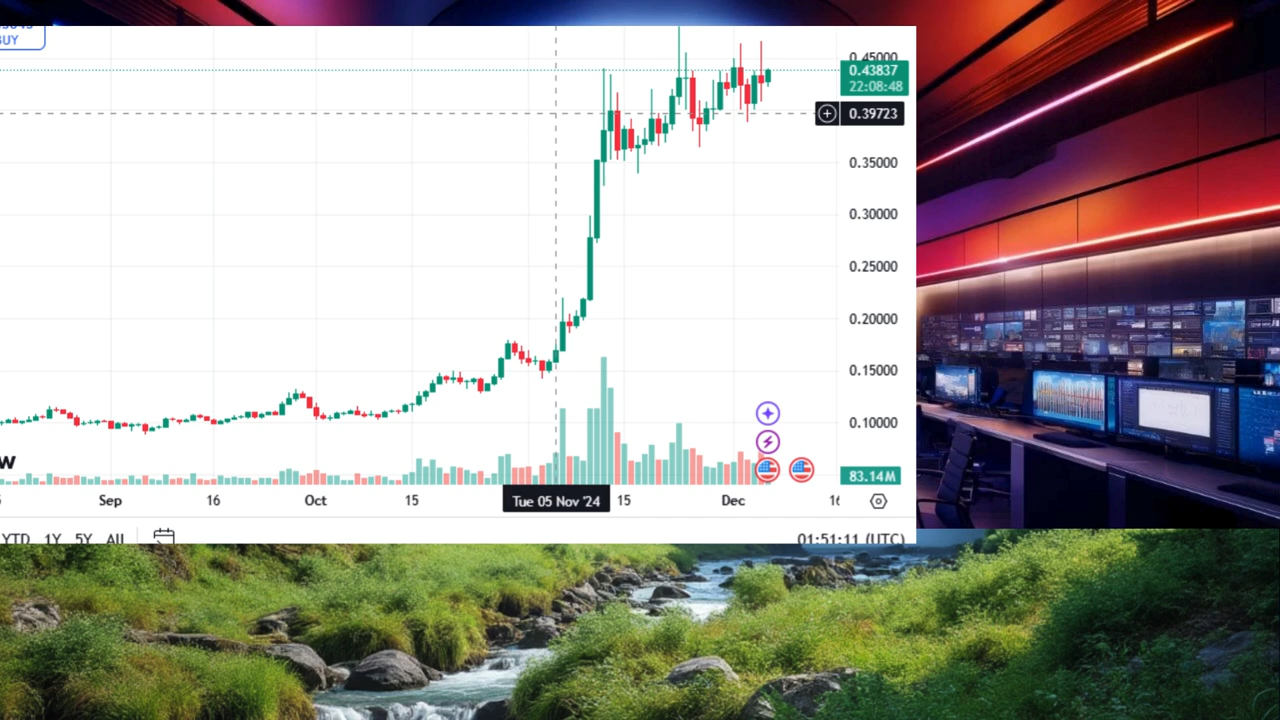 BUY
0.45000
0.43837
22:08:48
0.39723
0.35000
0.30000
0.25000
0.20000
0.15000
0.10000
83.14M
Sep 16 Oct 15 Tue 05 Nov '24 15 Dec
YTD 1Y 5Y All
01:51:11 (UTC)